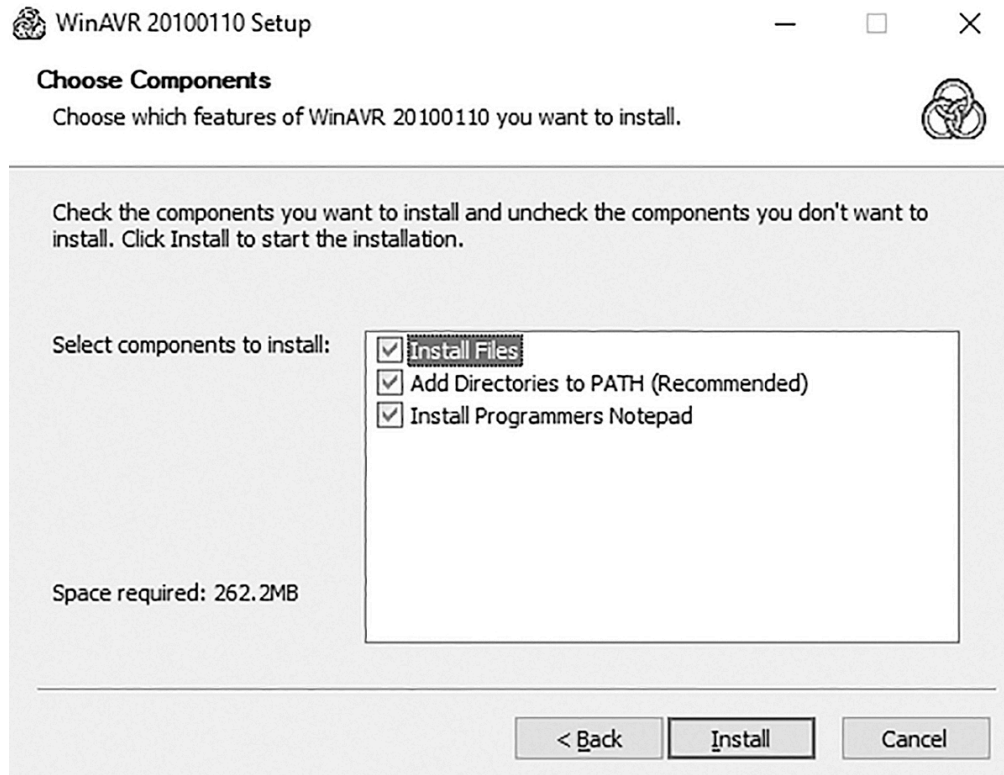 WinAVR 20100110 Setup
Choose Components
Choose which features of WinAVR 20100110 you want to install.
Check the components you want to install and uncheck the components you don't want to
install. Click Install to start the installation.
Select components to install:
Install Files
Add Directories to PATH (Recommended)
Install Programmers Notepad
Space required: 262.2MB
< Back
Install
Cancel